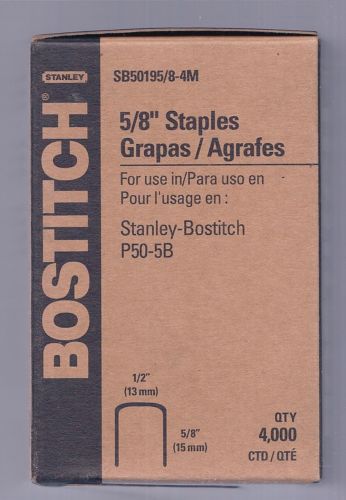 STANLEY
BOSTITCH®
SB50195/8-4M
5/8" Staples
Grapas / Agrafes
For use in/Para uso en
Pour l'usage en :
Stanley-Bostitch
P50-5B
1/2"
(13 mm)
5/8"
(15 mm)
QTY
4,000
CTD / QTÉ